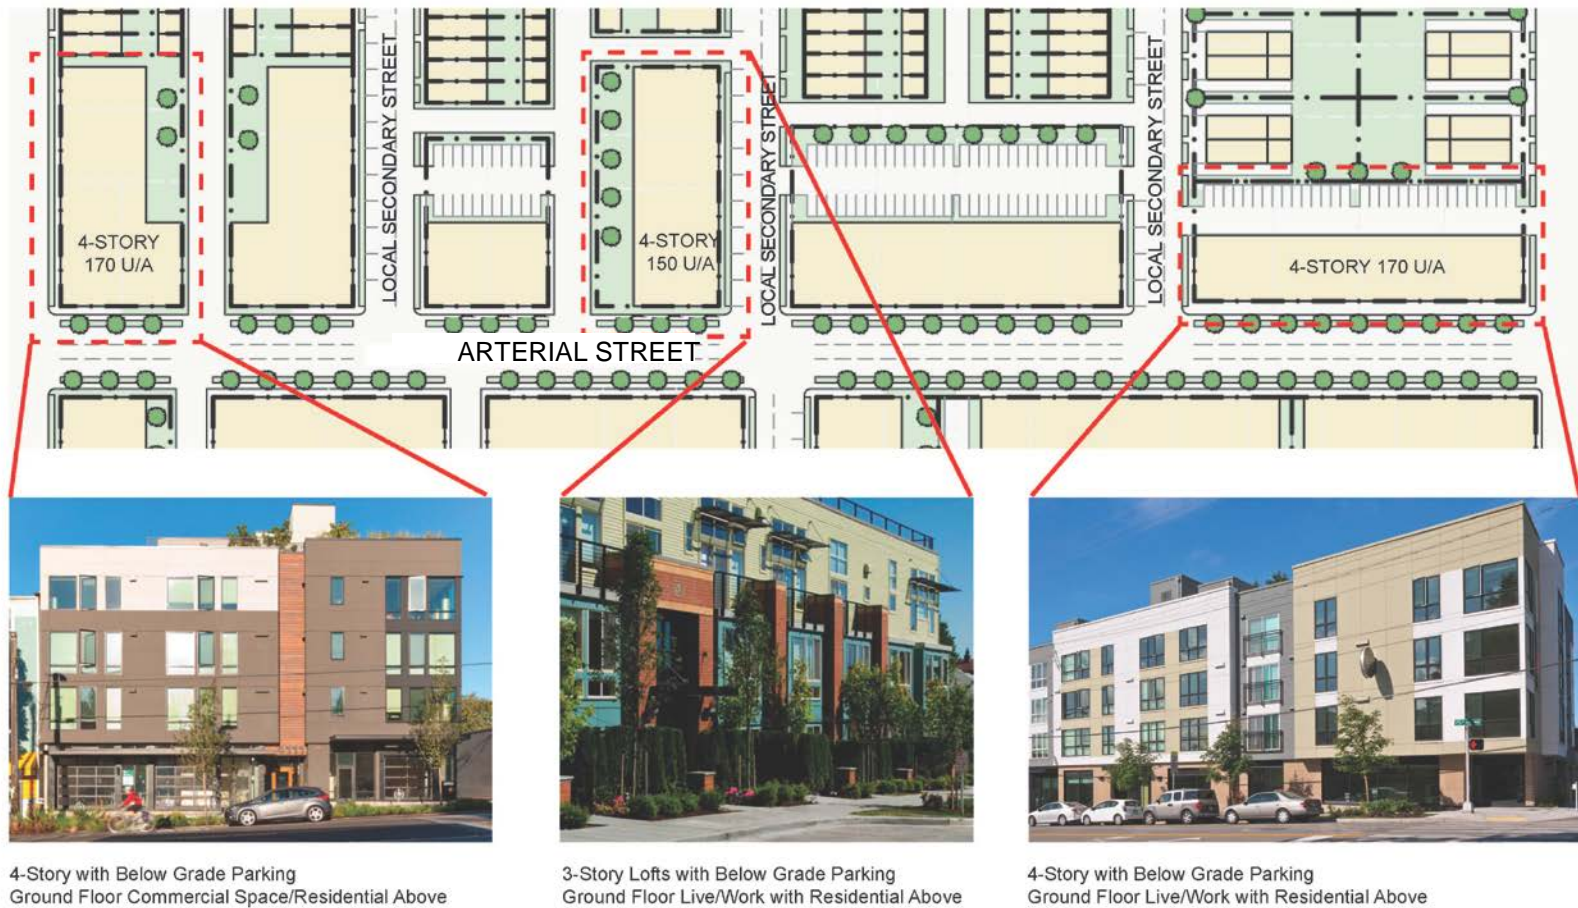 LOCAL SECONDARY STREET
LOCAL SECONDARY STREET
LOCAL SECONDARY STREET
4-STORY
170 U/A
4-STORY
150 U/A
4-STORY 170 U/A
ARTERIAL STREET
4-Story with Below Grade Parking
Ground Floor Commercial Space/Residential Above
3-Story Lofts with Below Grade Parking
Ground Floor Live/Work with Residential Above
4-Story with Below Grade Parking
Ground Floor Live/Work with Residential Above